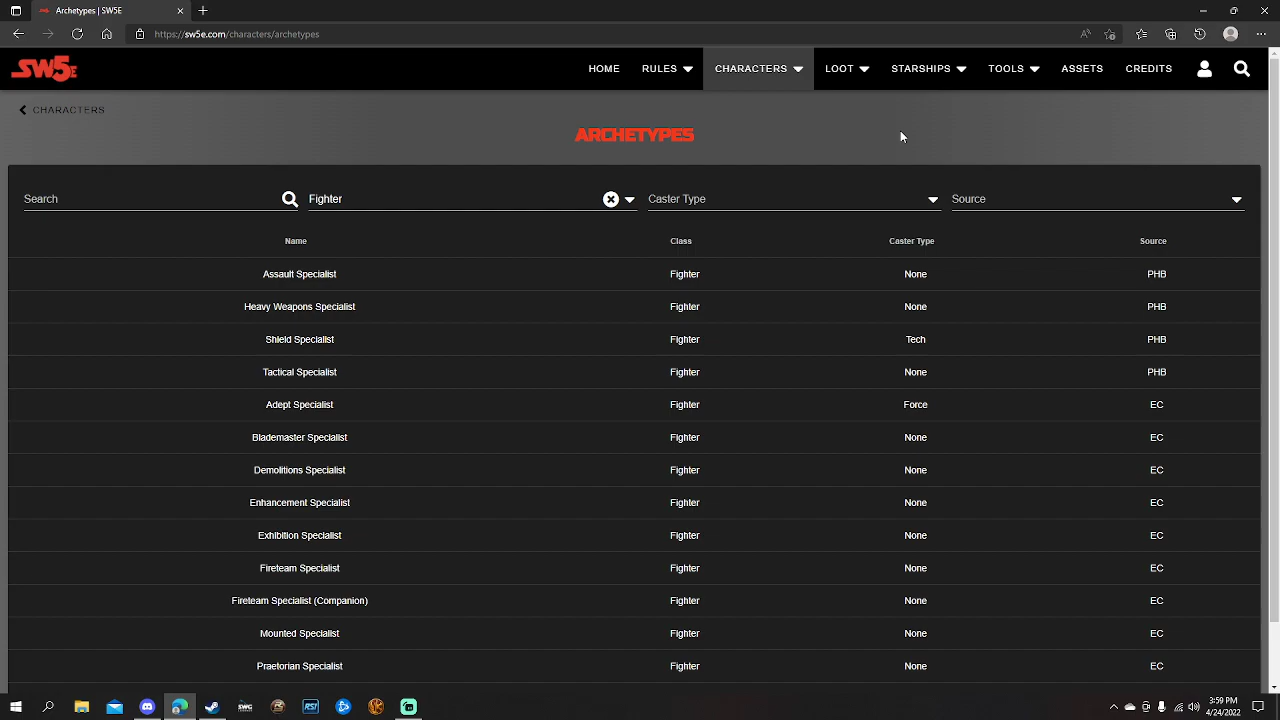 Archetypes | SW5E
https://sw5e.com/characters/archetypes
SW5E
HOME RULES CHARACTERS LOOT STARSHIPS TOOLS ASSETS CREDITS
CHARACTERS
ARCHETYPES
Search Fighter Caster Type Source
Name Class Caster Type Source
Assault Specialist Fighter None PHB
Heavy Weapons Specialist Fighter None PHB
Shield Specialist Fighter Tech PHB
Tactical Specialist Fighter None PHB
Adept Specialist Fighter Force EC
Blademaster Specialist Fighter None EC
Demolitions Specialist Fighter None EC
Enhancement Specialist Fighter None EC
Exhibition Specialist Fighter None EC
Fireteam Specialist Fighter None EC
Fireteam Specialist (Companion) Fighter None EC
Mounted Specialist Fighter None EC
Praetorian Specialist Fighter None EC
SWG
RSI
3:59 PM
4/24/2022